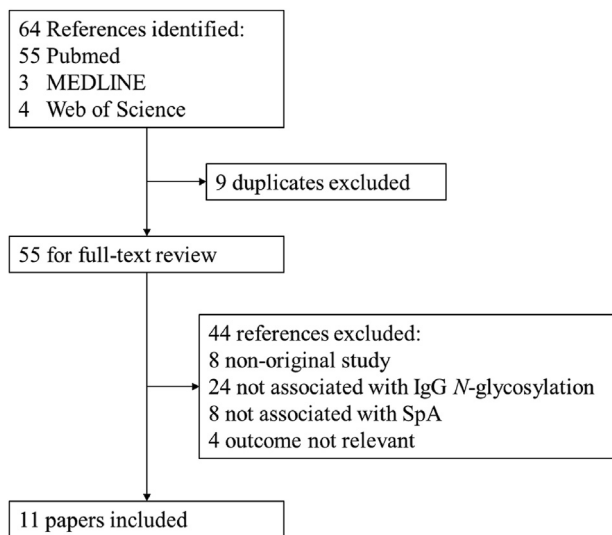 64 References identified:
55 Pubmed
3 MEDLINE
4 Web of Science
9 duplicates excluded
55 for full-text review
44 references excluded:
8 non-original study
24 not associated with IgG N-glycosylation
8 not associated with SpA
4 outcome not relevant
11 papers included